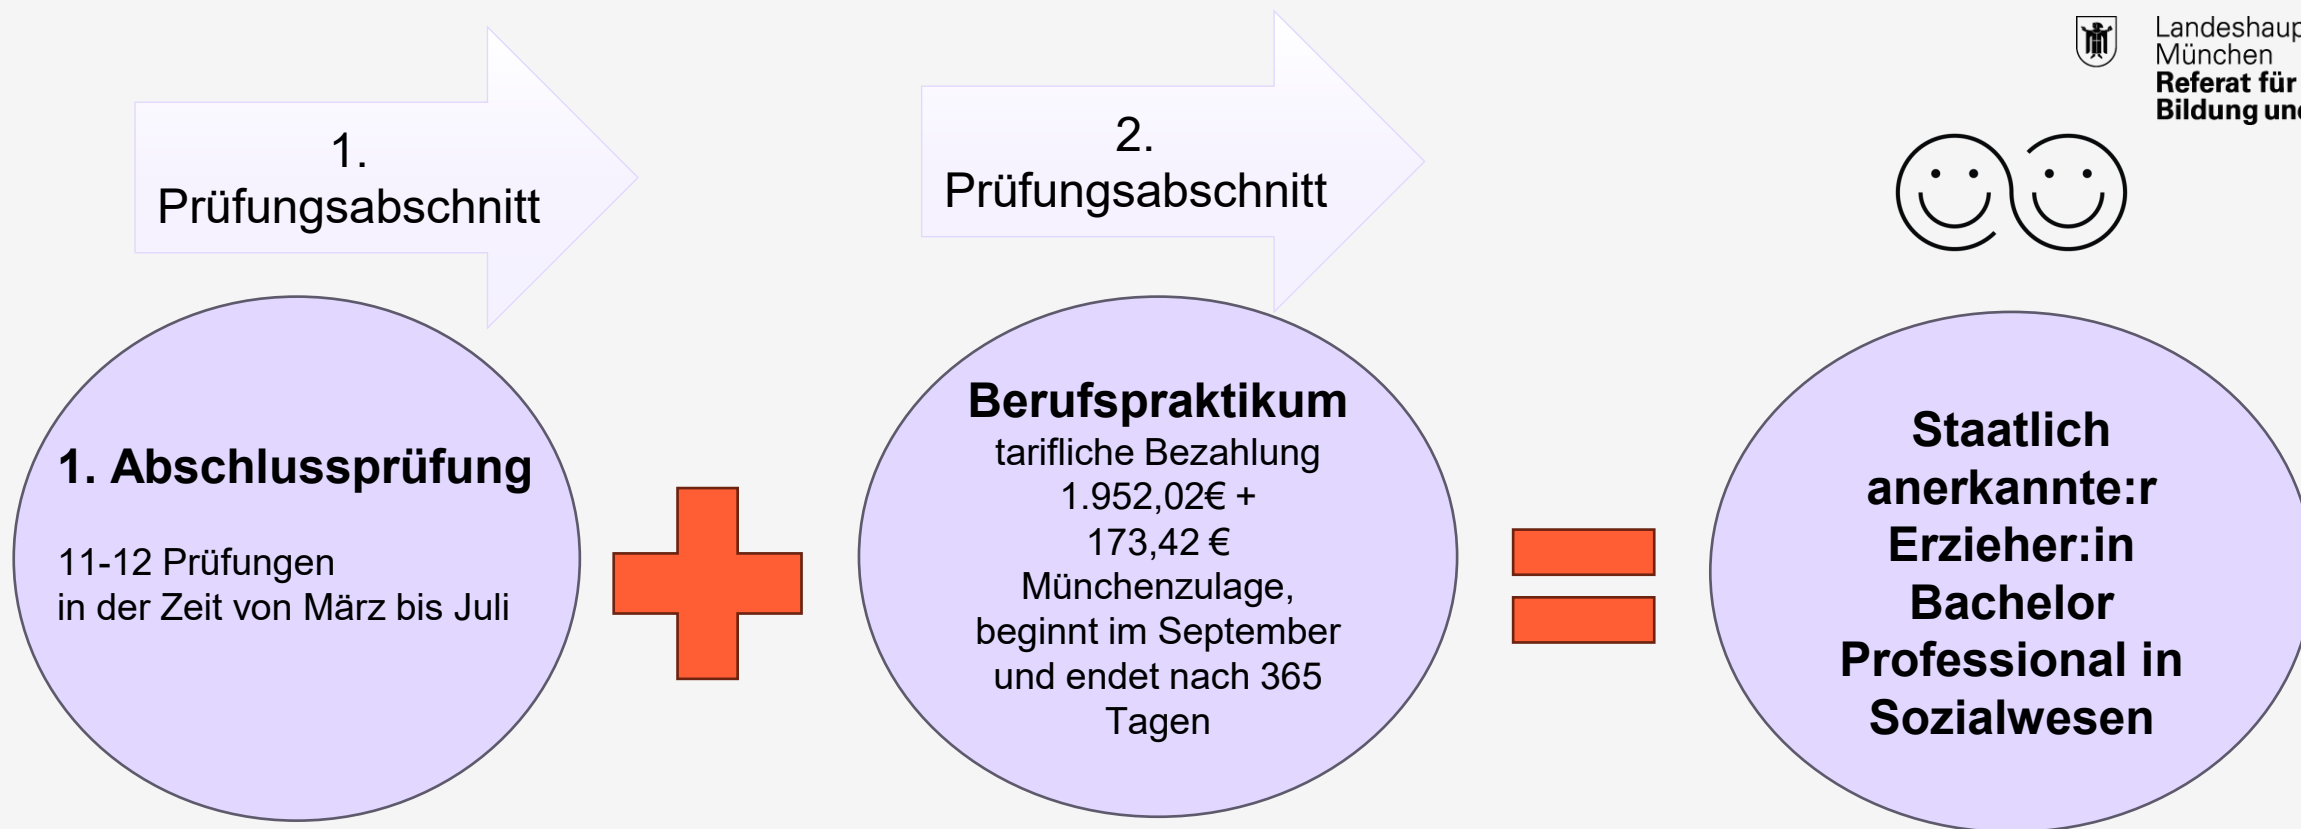 1.
Prüfungsabschnitt
2.
Prüfungsabschnitt
München
Referat für
Bildung
1. Abschlussprüfung
11-12 Prüfungen
in der Zeit von März bis Juli
Berufspraktikum
tarifliche Bezahlung
1.952,02€ +
173,42 €
Münchenzulage,
beginnt im September
und endet nach 365
Tagen
Staatlich
anerkannte:r
Erzieher:in
Bachelor
Professional in
Sozialwesen